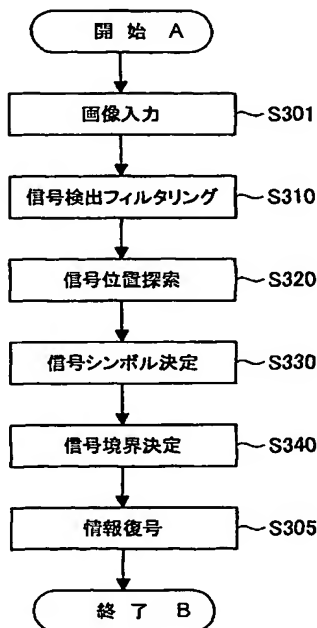 開始 A
画像入力 S301
信号検出フィルタリング S310
信号位置探索 S320
信号シンボル決定 S330
信号境界決定 S340
情報復号 S305
終了 B